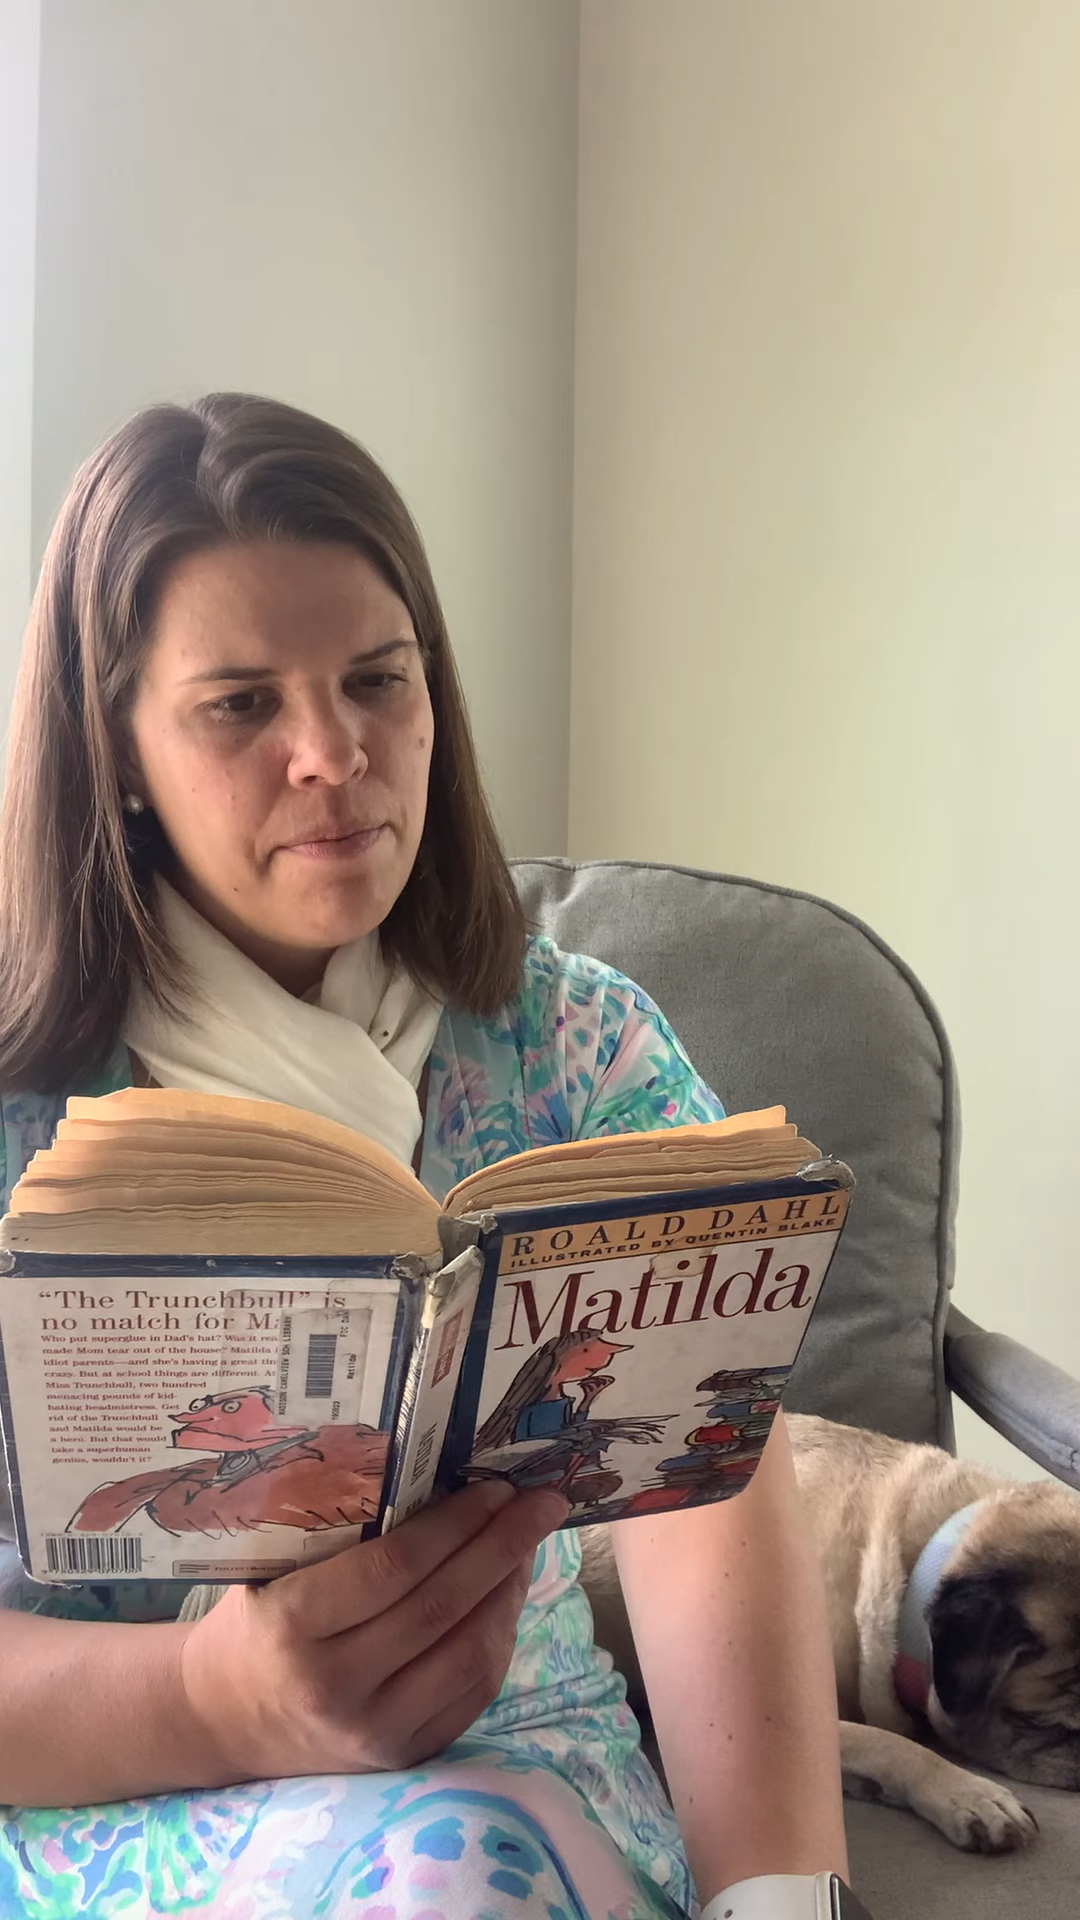 ROALD DAHL
ILLUSTRATED BY QUENTIN BLAKE
Matilda
"The Trunchbull" is
no match for
Who put superglue in Dad's hat? Was it
made Mom tear out of the house? Matilda
idiot parents—and she's having a great
crazy. But at school things are different. At
Miss Trunchbull, two hundred
menacing pounds of kid-
hating headmistress. Get
rid of the Trunchbull
and Matilda would be
a hero. But that would
take a superhuman
genius, wouldn't it?
MATILDA